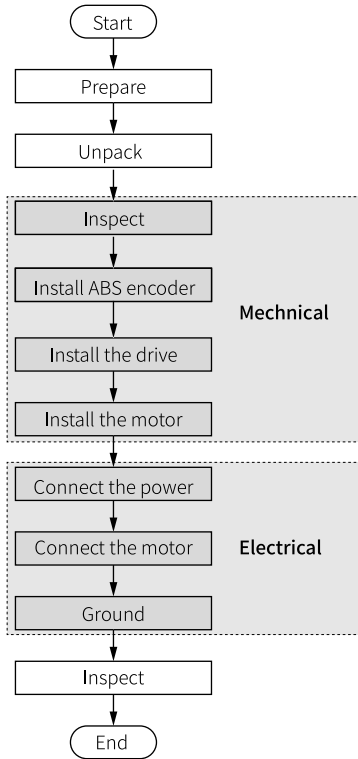 Start
Prepare
Unpack
Inspect
Install ABS encoder
Mechnical
Install the drive
Install the motor
Connect the power
Connect the motor
Electrical
Ground
Inspect
End